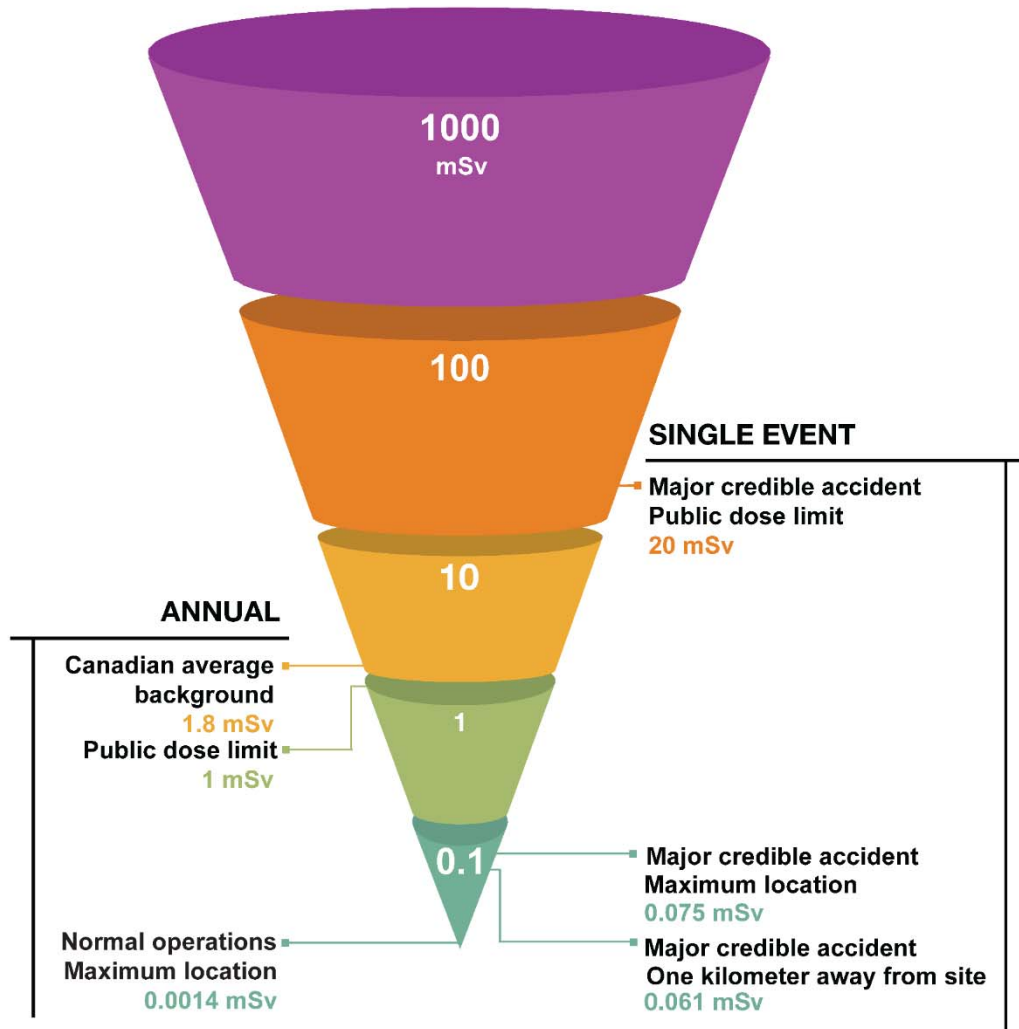 1000
mSv
100
SINGLE EVENT
Major credible accident
Public dose limit
20 mSv
10
ANNUAL
Canadian average
background
1.8 mSv
Public dose limit
1 mSv
1
0.1
Major credible accident
Maximum location
0.075 mSv
Normal operations
Maximum location
0.0014 mSv
Major credible accident
One kilometer away from site
0.061 mSv